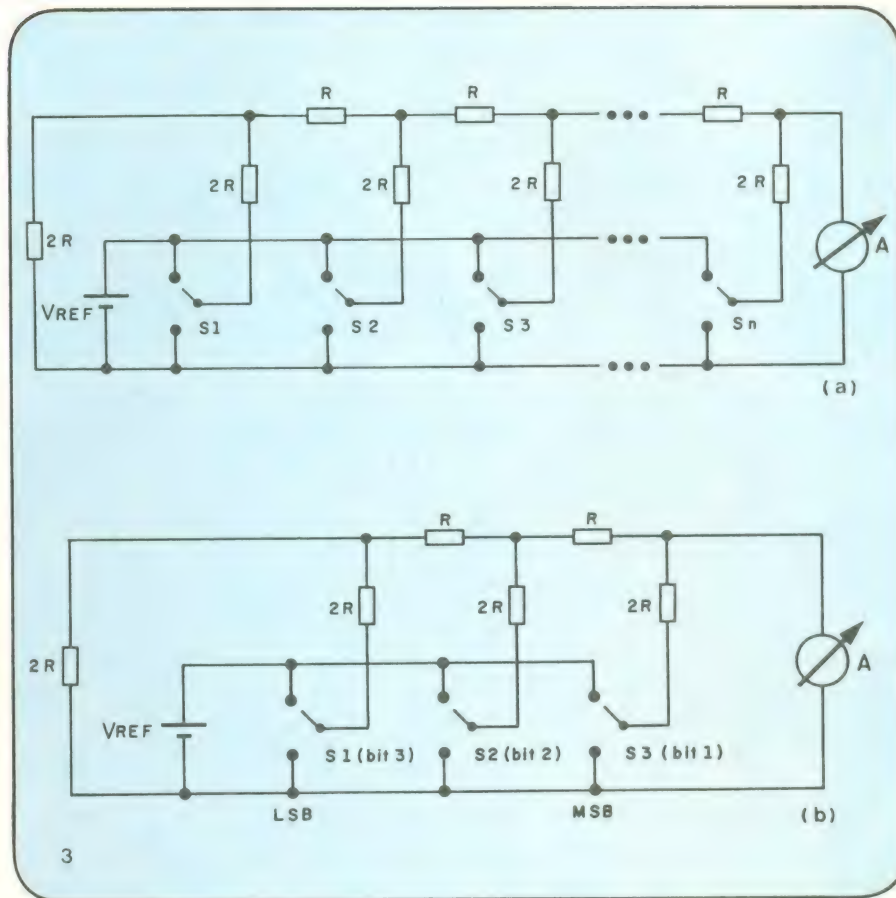 R R R
2R 2R 2R 2R
2R
VREF
A
S1 S2 S3 Sn
(a)
R R
2R 2R 2R
2R
VREF
A
S1 (bit 3) S2 (bit 2) S3 (bit 1)
LSB MSB (b)
3